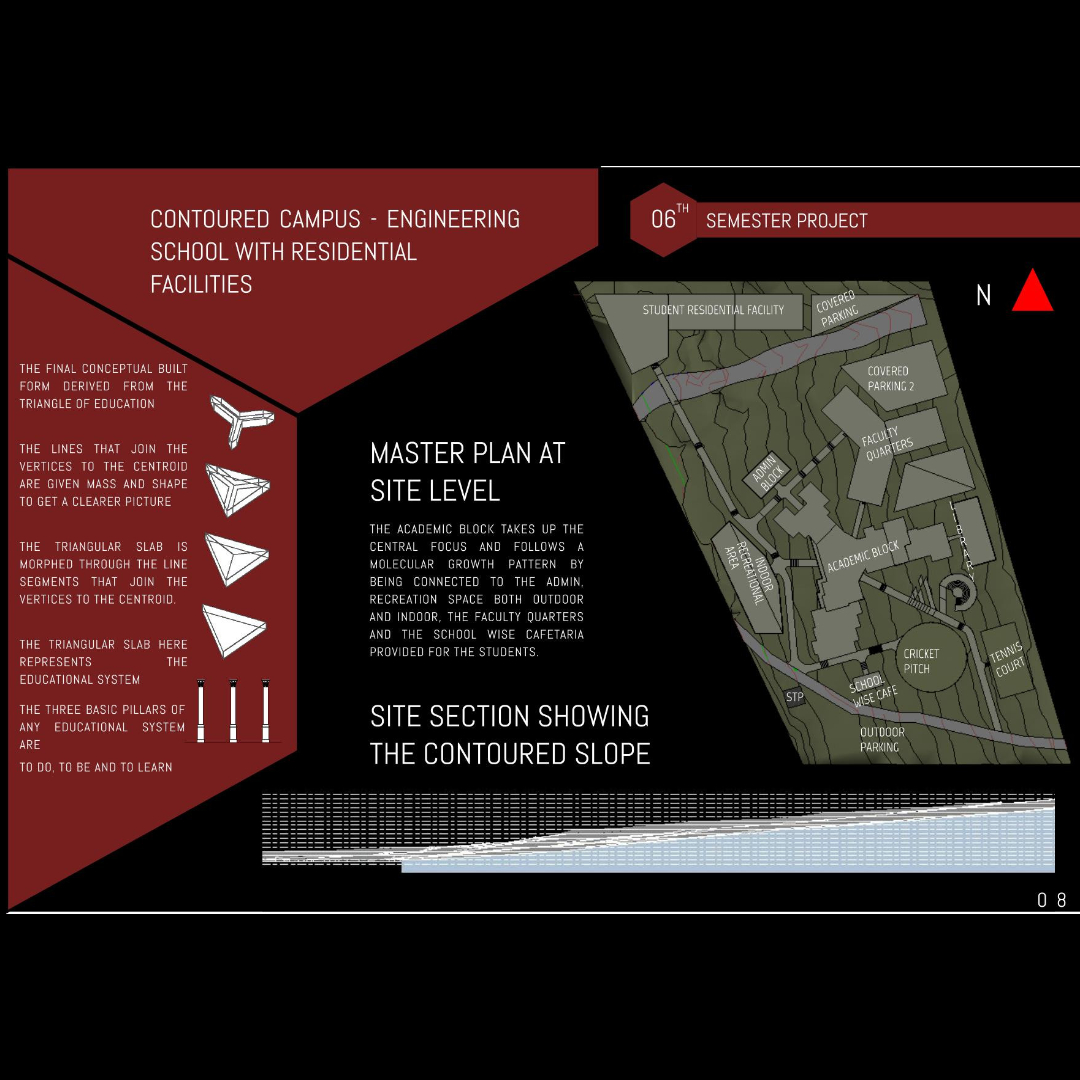 CONTOURED CAMPUS - ENGINEERING
SCHOOL WITH RESIDENTIAL
FACILITIES
06TH
SEMESTER PROJECT
N
THE FINAL CONCEPTUAL BUILT
FORM DERIVED FROM THE
TRIANGLE OF EDUCATION
THE LINES THAT JOIN THE
VERTICES TO THE CENTROID
ARE GIVEN MASS AND SHAPE
TO GET A CLEARER PICTURE
THE TRIANGULAR SLAB IS
MORPHED THROUGH THE LINE
SEGMENTS THAT JOIN THE
VERTICES TO THE CENTROID.
THE TRIANGULAR SLAB HERE
REPRESENTS THE
EDUCATIONAL SYSTEM
THE THREE BASIC PILLARS OF
ANY EDUCATIONAL SYSTEM
ARE
TO DO, TO BE AND TO LEARN
MASTER PLAN AT
SITE LEVEL
THE ACADEMIC BLOCK TAKES UP THE
CENTRAL FOCUS AND FOLLOWS A
MOLECULAR GROWTH PATTERN BY
BEING CONNECTED TO THE ADMIN,
RECREATION SPACE BOTH OUTDOOR
AND INDOOR, THE FACULTY QUARTERS
AND THE SCHOOL WISE CAFETARIA
PROVIDED FOR THE STUDENTS.
SITE SECTION SHOWING
THE CONTOURED SLOPE
STUDENT RESIDENTIAL FACILITY
COVERED
PARKING
COVERED
PARKING 2
FACULTY
QUARTERS
ADMIN
BLOCK
LIBRARY
ACADEMIC BLOCK
INDOOR
RECREATIONAL
AREA
CRICKET
PITCH
TENNIS
COURT
SCHOOL
WISE CAFE
STP
OUTDOOR
PARKING
08